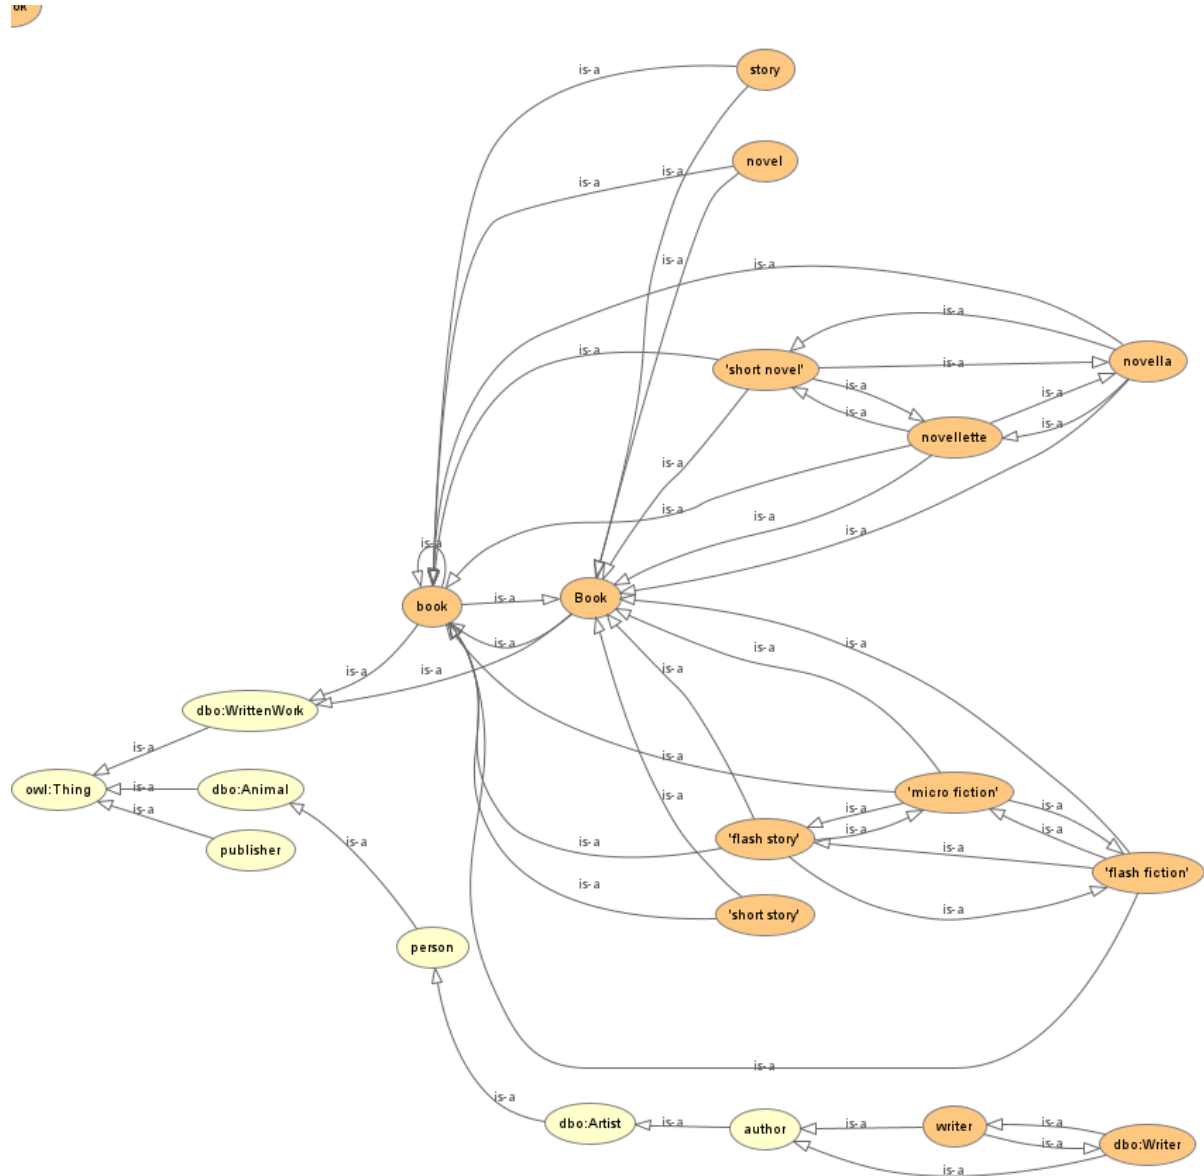 ok
is-a
story
novel
is-a
is-a
is-a
is-a
is-a
is-a
'short novel'
is-a
novella
is-a
is-a
is-a
is-a
novellette
is-a
is-a
is-a
is-a
is-a
book
is-a
Book
is-a
is-a
is-a
is-a
is-a
is-a
dbo:WrittenWork
is-a
is-a
owl:Thing
is-a
dbo:Animal
is-a
'micro fiction'
is-a
is-a
is-a
is-a
is-a
publisher
is-a
is-a
'flash story'
is-a
'flash fiction'
is-a
is-a
'short story'
person
is-a
is-a
dbo:Artist
is-a
author
is-a
writer
is-a
is-a
dbo:Writer
is-a